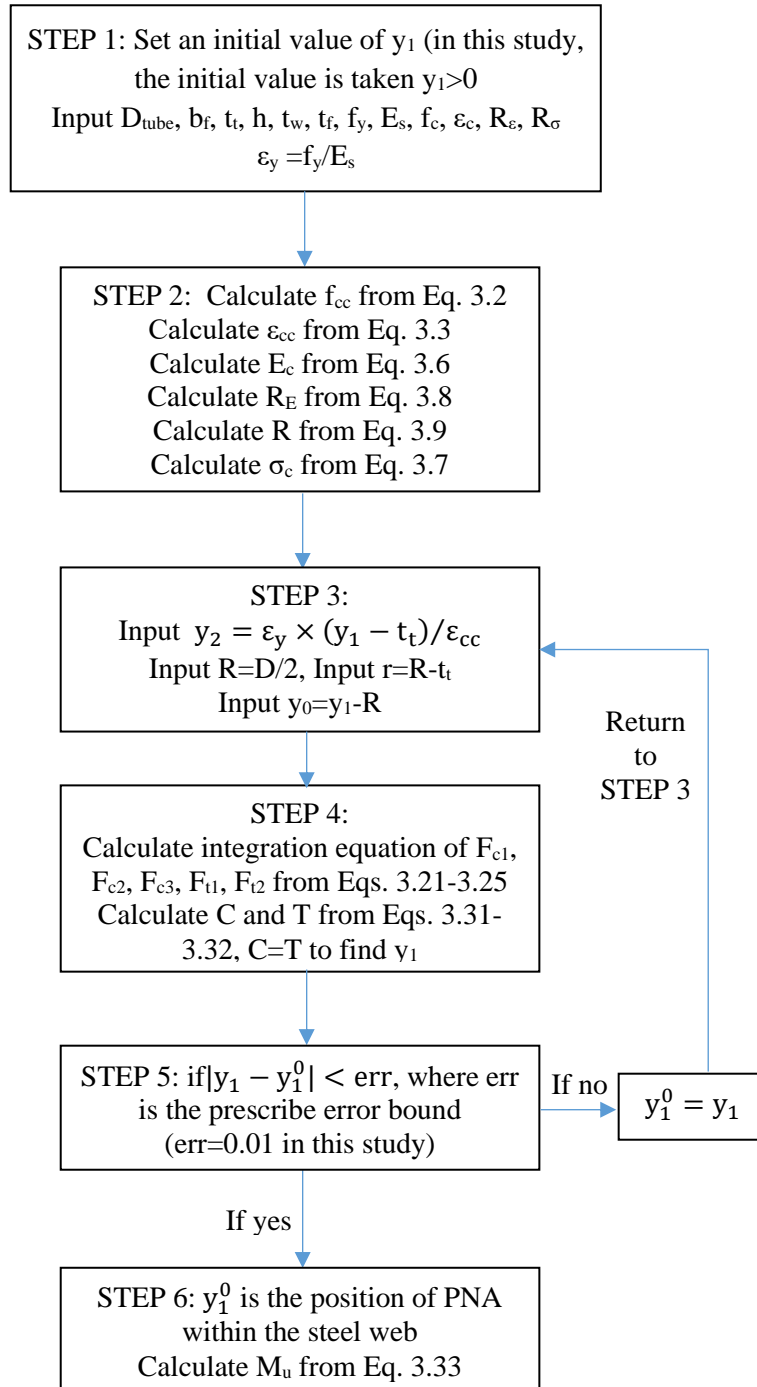 STEP 1: Set an initial value of y₁ (in this study,
the initial value is taken y₁>0
Input D_tube, b_f, t_t, h, t_w, t_f, f_y, E_s, f_c, ε_c, R_ε, R_σ
ε_y =f_y/E_s
STEP 2: Calculate f_cc from Eq. 3.2
Calculate ε_cc from Eq. 3.3
Calculate E_c from Eq. 3.6
Calculate R_E from Eq. 3.8
Calculate R from Eq. 3.9
Calculate σ_c from Eq. 3.7
STEP 3:
Input y₂ = ε_y × (y₁ − t_t)/ε_cc
Input R=D/2, Input r=R-t_t
Input y₀=y₁-R
Return
to
STEP 3
STEP 4:
Calculate integration equation of F_c1,
F_c2, F_c3, F_t1, F_t2 from Eqs. 3.21-3.25
Calculate C and T from Eqs. 3.31-
3.32, C=T to find y₁
STEP 5: if|y₁ − y₁⁰| < err, where err
is the prescribe error bound
(err=0.01 in this study)
If no
y₁⁰ = y₁
If yes
STEP 6: y₁⁰ is the position of PNA
within the steel web
Calculate M_u from Eq. 3.33